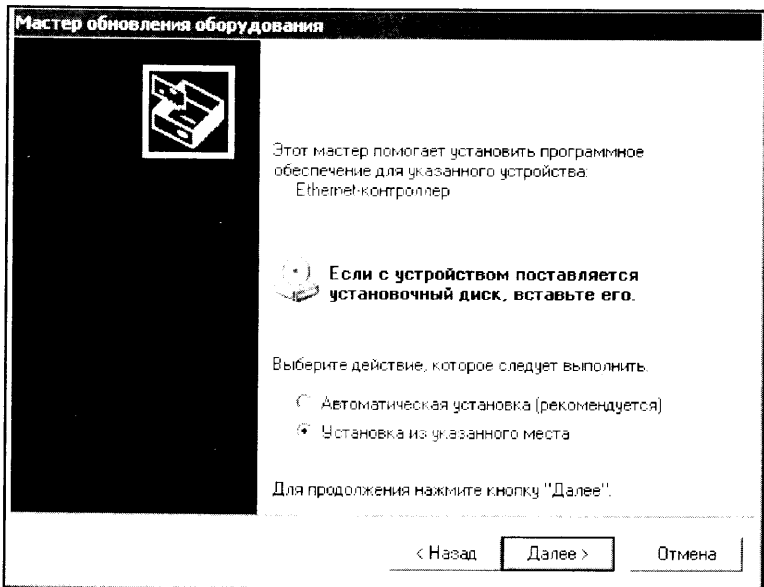 Мастер обновления оборудования
Этот мастер помогает установить программное
обеспечение для указанного устройства:
Ethernet-контроллер
Если с устройством поставляется
установочный диск, вставьте его.
Выберите действие, которое следует выполнить.
Автоматическая установка (рекомендуется)
Установка из указанного места
Для продолжения нажмите кнопку "Далее".
< Назад Далее > Отмена